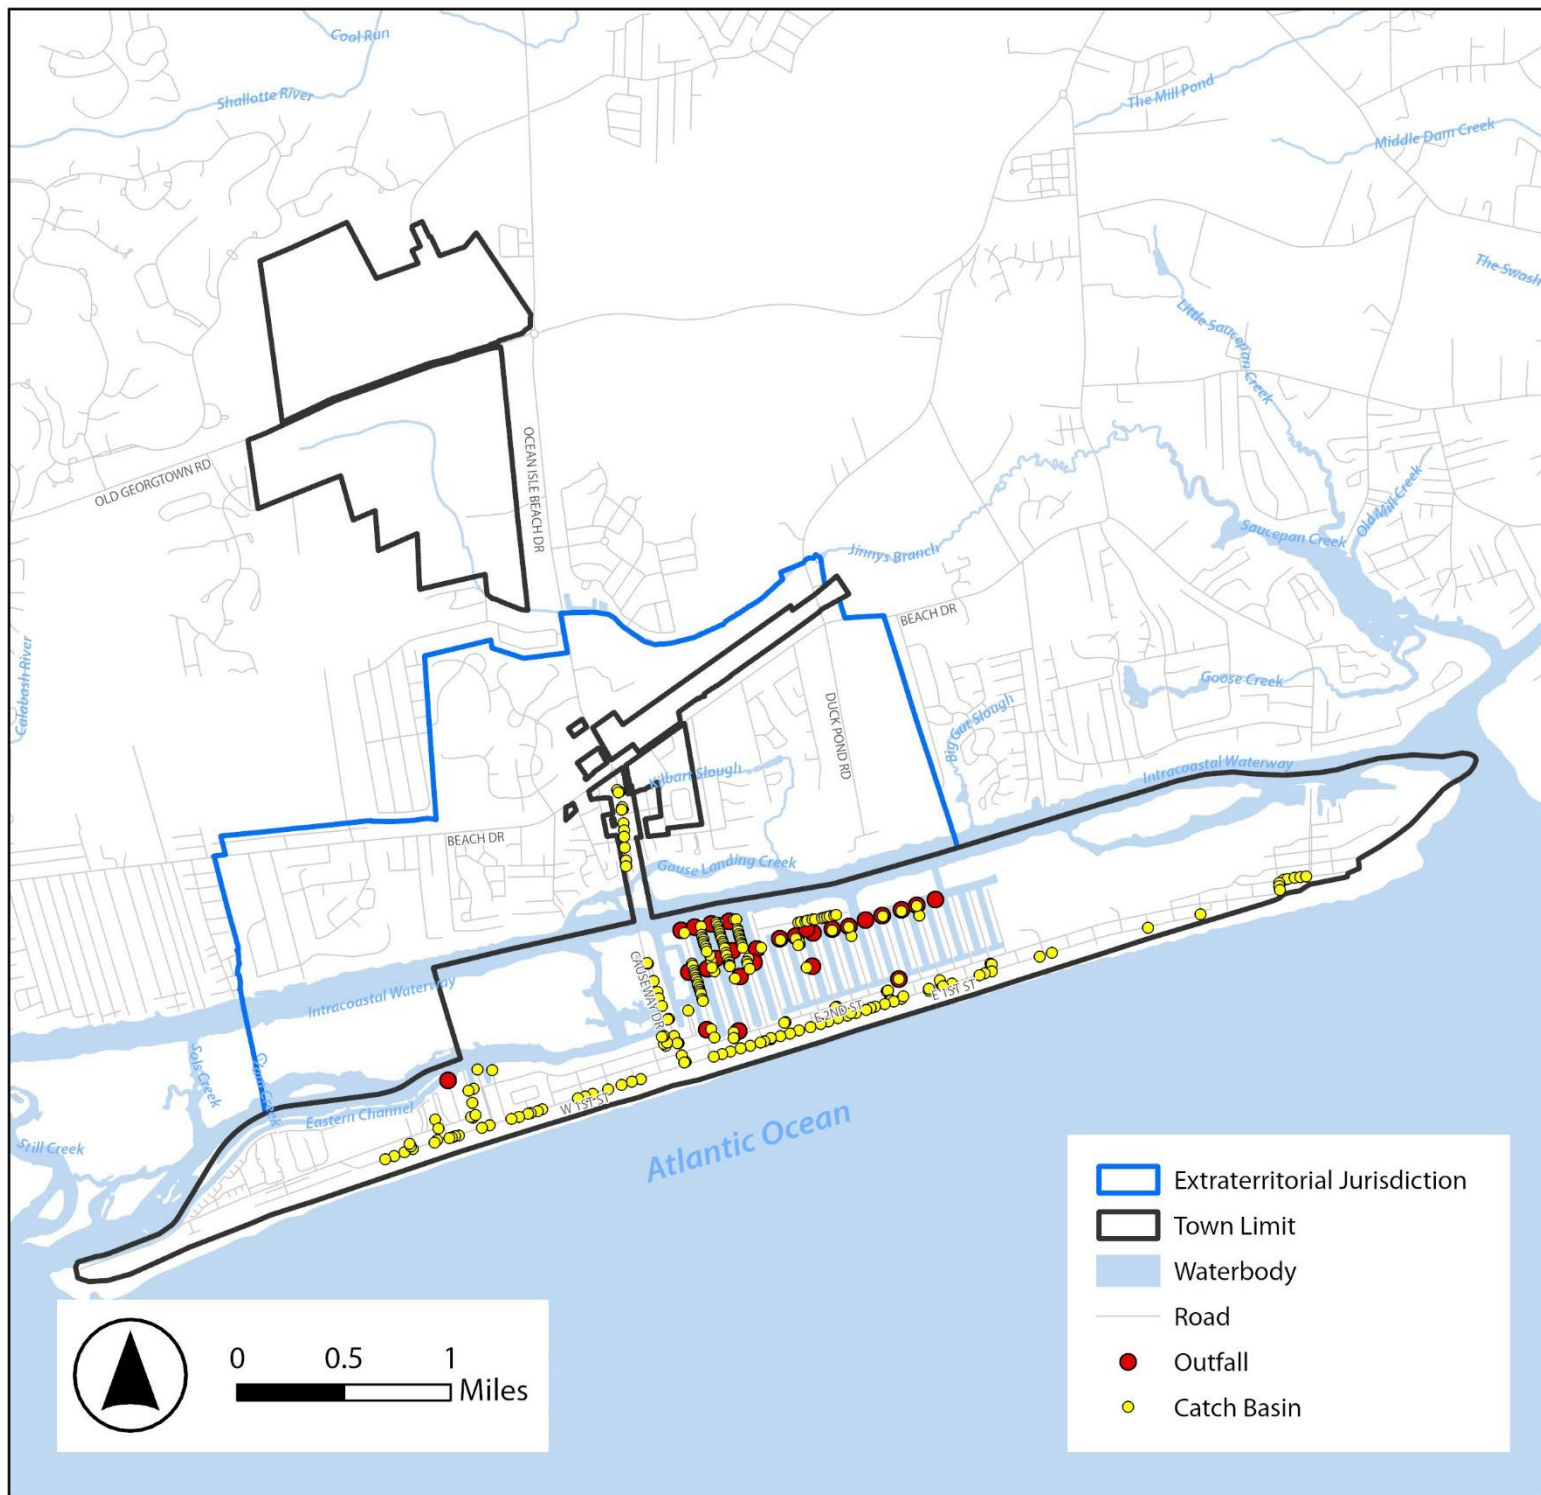 Cool Run
Shallotte River
The Mill Pond
Middle Dam Creek
The Swash
Little Saucepan Creek
OLD GEORGTOWN RD
OCEAN ISLE BEACH DR
Jinnys Branch
Saucepan Creek
Old Mill Creek
BEACH DR
Calabash River
Goose Creek
DUCK POND RD
Big Gut Slough
Kilbart Slough
Intracoastal Waterway
BEACH DR
Gause Landing Creek
CAUSEWAY DR
Intracoastal Waterway
E 2ND ST
E 1ST ST
Sols Creek
Creek
Eastern Channel
W 1ST ST
Still Creek
Atlantic Ocean
Extraterritorial Jurisdiction
Town Limit
Waterbody
Road
Outfall
Catch Basin
0 0.5 1
Miles